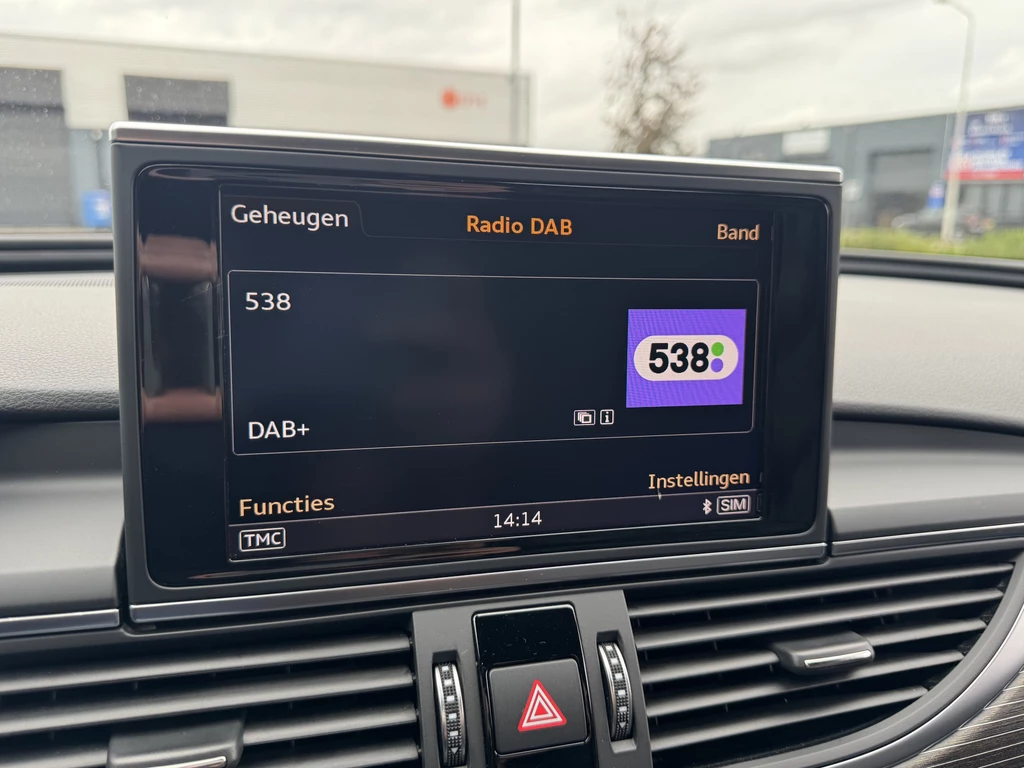 Geheugen
Radio DAB
Band
538
538
DAB+
i
Functies
Instellingen
TMC
14:14
SIM